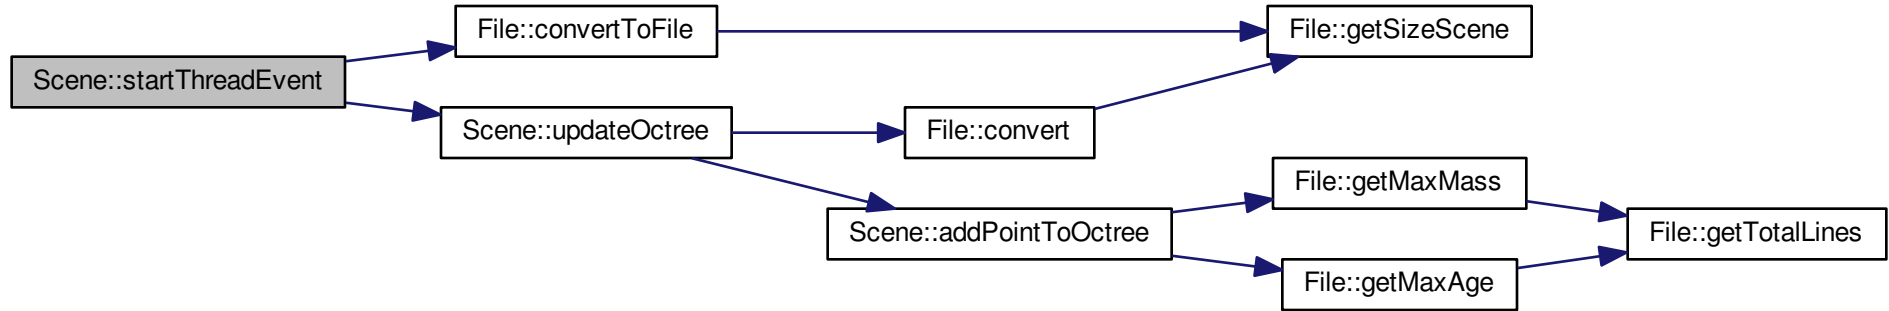 File::convertToFile
File::getSizeScene
Scene::startThreadEvent
Scene::updateOctree
File::convert
File::getMaxMass
Scene::addPointToOctree
File::getTotalLines
File::getMaxAge